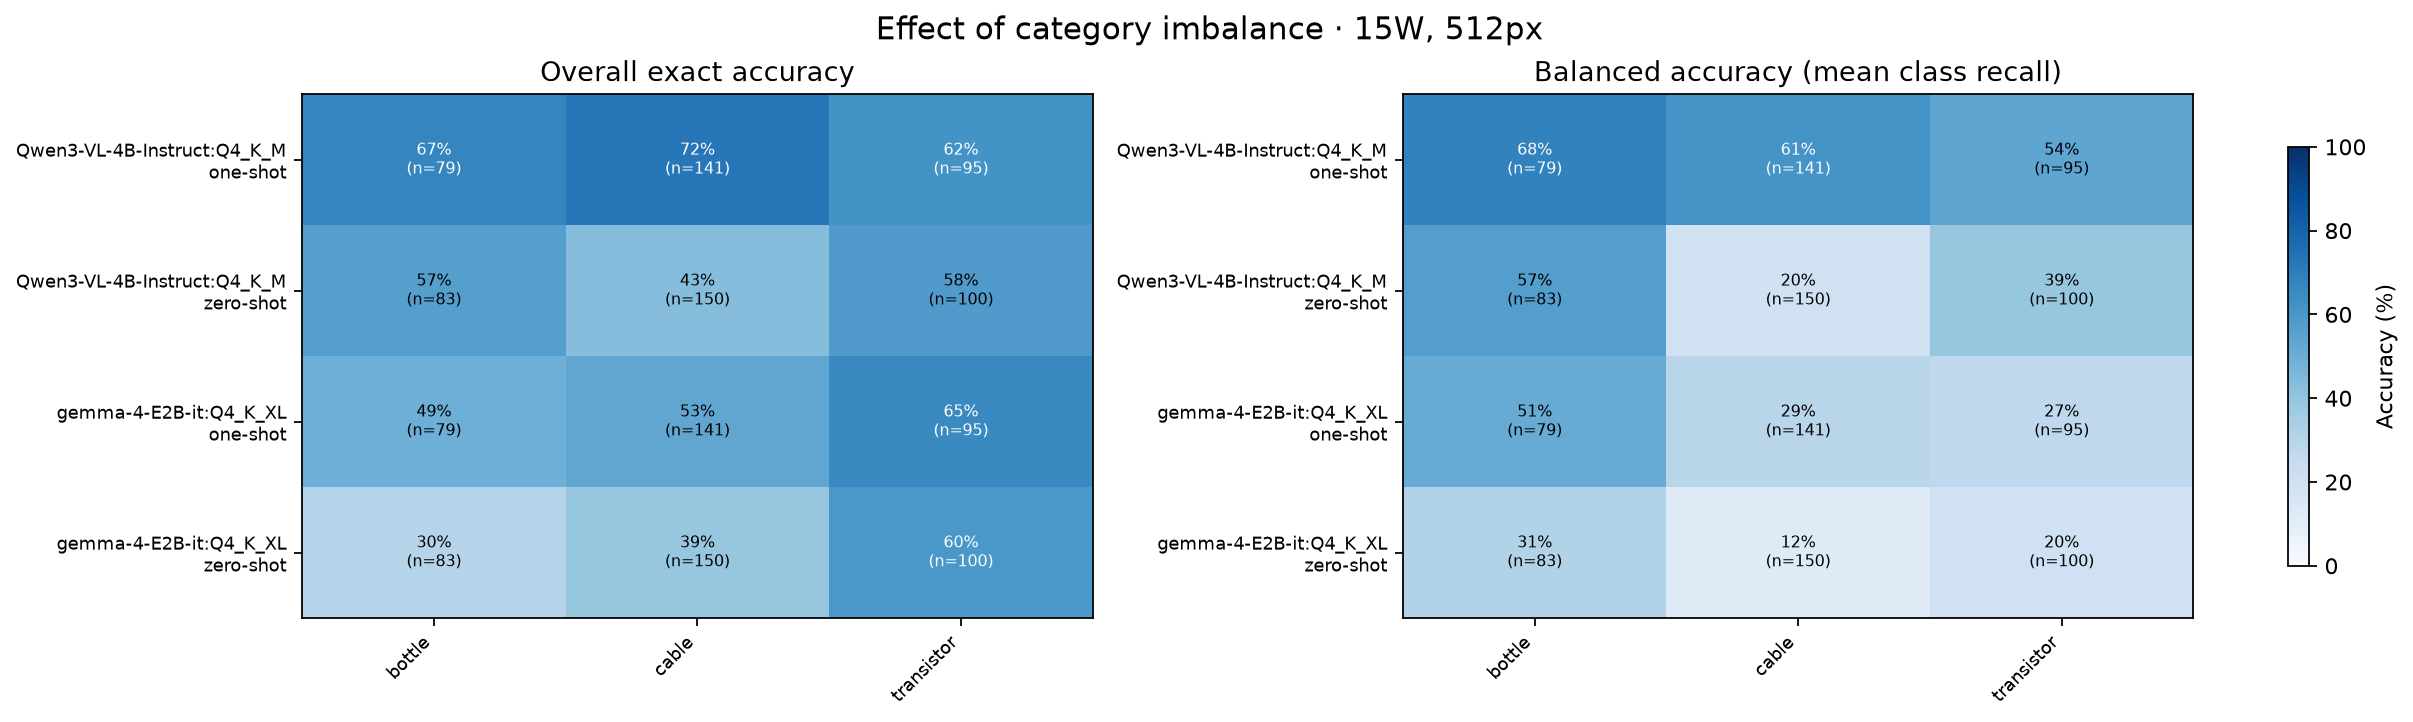 Effect of category imbalance · 15W, 512px
Overall exact accuracy
Qwen3-VL-4B-Instruct:Q4_K_M
one-shot
67%
(n=79)
72%
(n=141)
62%
(n=95)
Qwen3-VL-4B-Instruct:Q4_K_M
zero-shot
57%
(n=83)
43%
(n=150)
58%
(n=100)
gemma-4-E2B-it:Q4_K_XL
one-shot
49%
(n=79)
53%
(n=141)
65%
(n=95)
gemma-4-E2B-it:Q4_K_XL
zero-shot
30%
(n=83)
39%
(n=150)
60%
(n=100)
bottle
cable
transistor
Balanced accuracy (mean class recall)
Qwen3-VL-4B-Instruct:Q4_K_M
one-shot
68%
(n=79)
61%
(n=141)
54%
(n=95)
Qwen3-VL-4B-Instruct:Q4_K_M
zero-shot
57%
(n=83)
20%
(n=150)
39%
(n=100)
gemma-4-E2B-it:Q4_K_XL
one-shot
51%
(n=79)
29%
(n=141)
27%
(n=95)
gemma-4-E2B-it:Q4_K_XL
zero-shot
31%
(n=83)
12%
(n=150)
20%
(n=100)
bottle
cable
transistor
100
80
60
40
20
0
Accuracy (%)